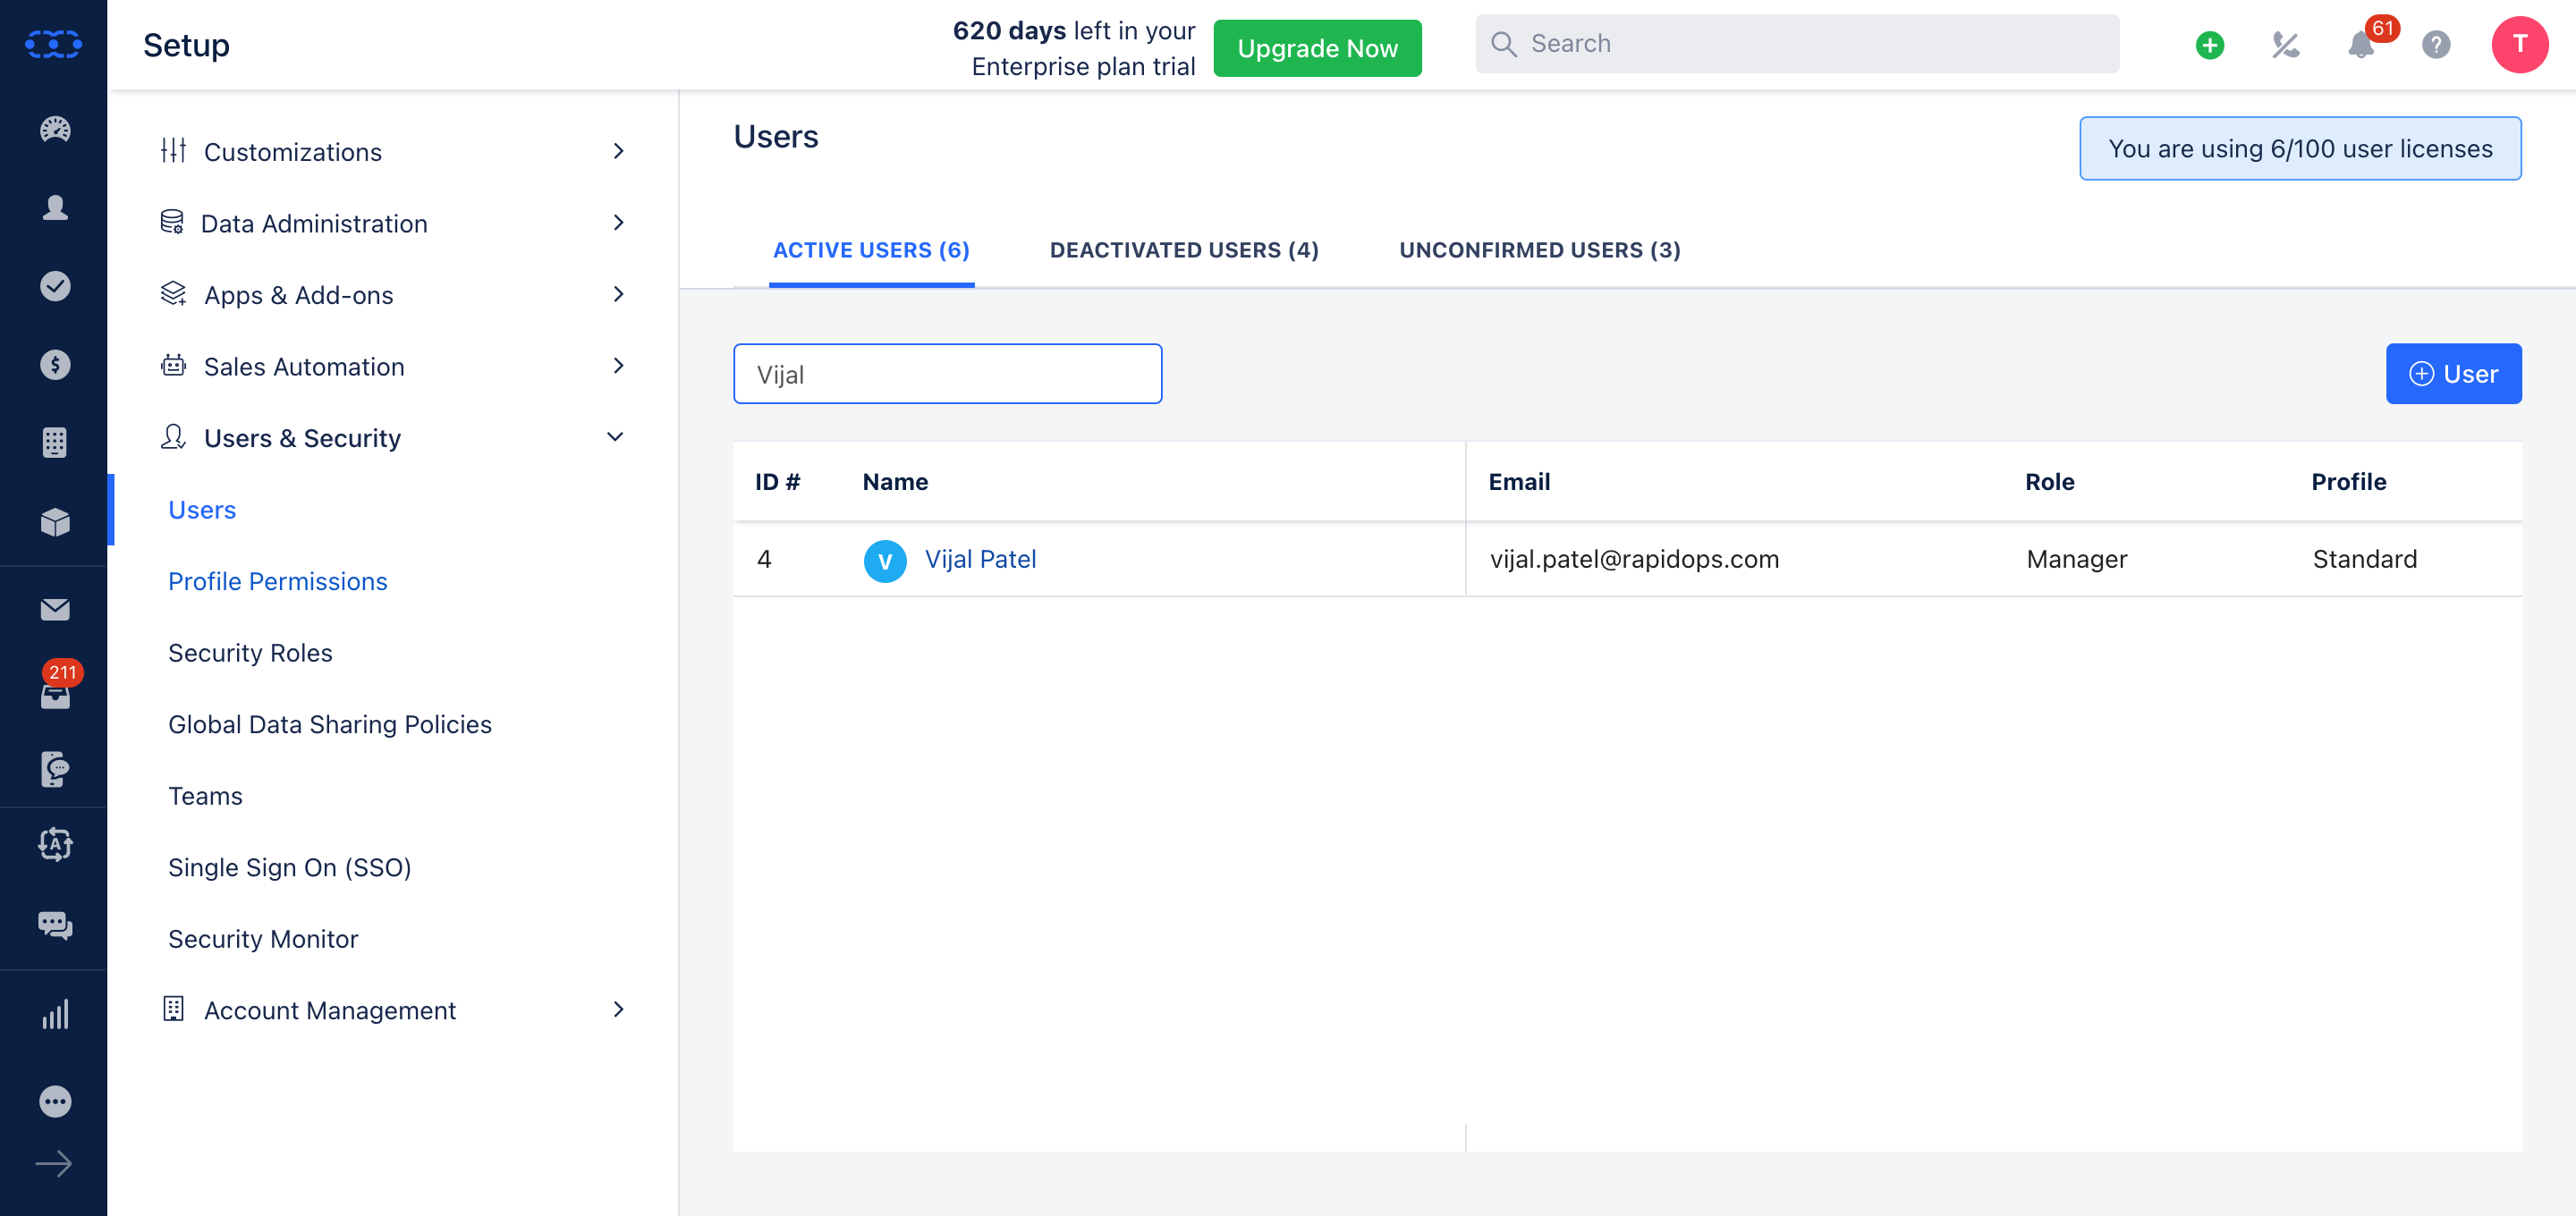 Setup
620 days left in your
Enterprise plan trial
Upgrade Now
Search
61
?
T
Customizations
Data Administration
Apps & Add-ons
Sales Automation
Users & Security
Users
Profile Permissions
Security Roles
Global Data Sharing Policies
Teams
Single Sign On (SSO)
Security Monitor
Account Management
$
211
A
Users
You are using 6/100 user licenses
ACTIVE USERS (6) DEACTIVATED USERS (4) UNCONFIRMED USERS (3)
Vijal
User
ID # Name Email Role Profile
4 V Vijal Patel vijal.patel@rapidops.com Manager Standard